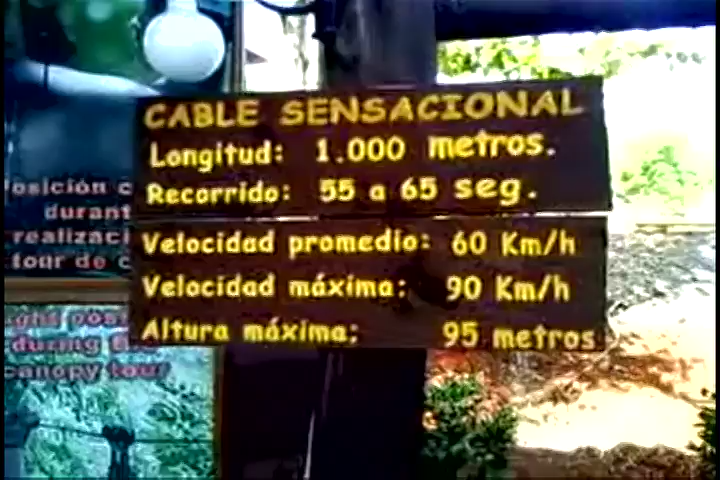 CABLE SENSACIONAL
Longitud: 1.000 metros.
Recorrido: 55 a 65 seg.
Velocidad promedio: 60 Km/h
Velocidad máxima: 90 Km/h
Altura máxima: 95 metros
durant
realizaci
tour de c
during
canopy tour